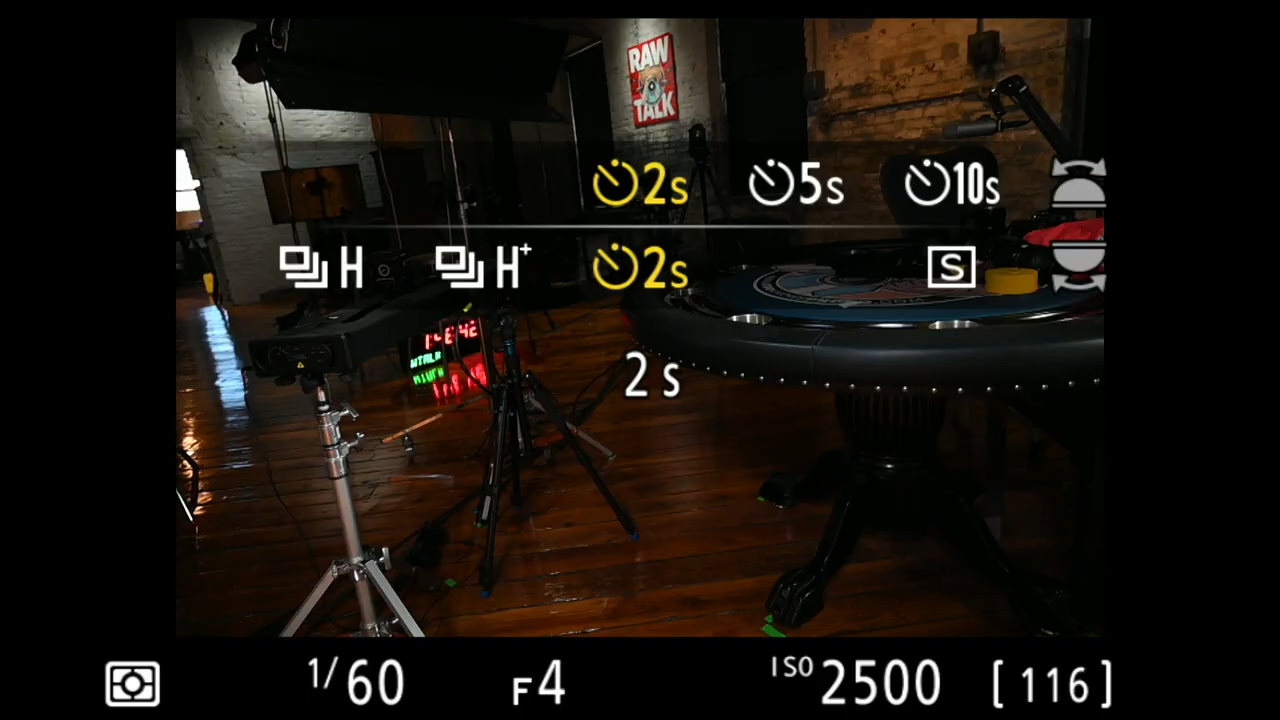 RAW
TALK
2s 5s 10s
H H+ 2s S
2 s
1/60 F4 ISO 2500 [116]